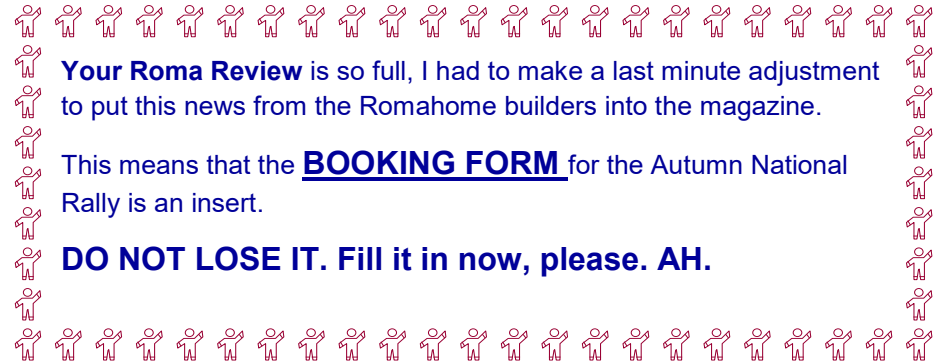 Your Roma Review is so full, I had to make a last minute adjustment
to put this news from the Romahome builders into the magazine.
This means that the BOOKING FORM for the Autumn National
Rally is an insert.
DO NOT LOSE IT. Fill it in now, please. AH.